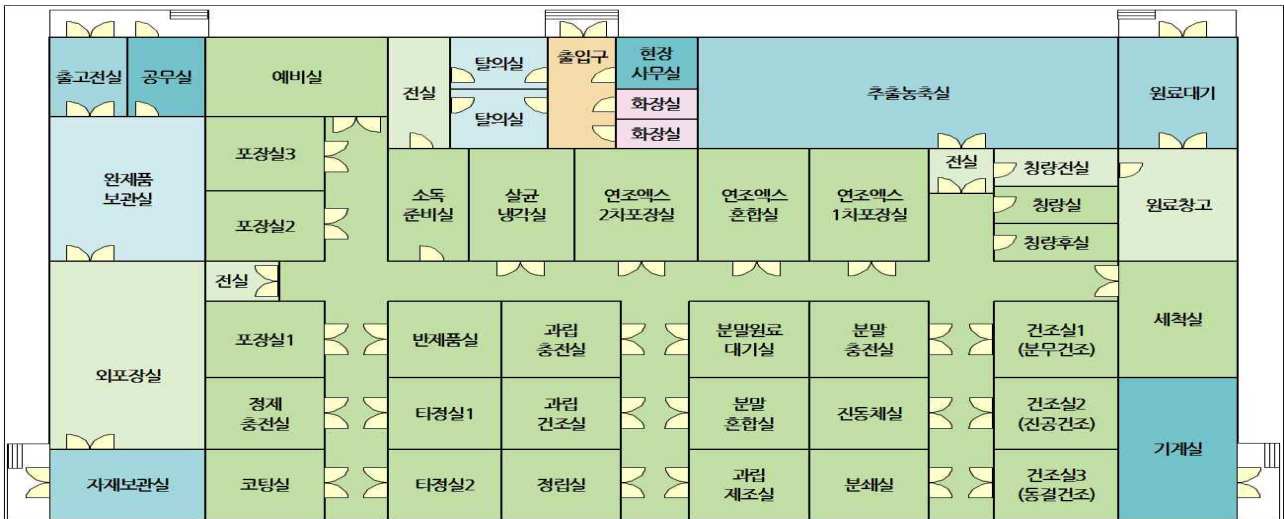 출고전실
공무실
예비실
전실
탈의실
탈의실
출입구
현장
사무실
화장실
화장실
추출농축실
원료대기
완제품
보관실
포장실3
포장실2
소독
준비실
살균
냉각실
연조엑스
2차포장실
연조엑스
혼합실
연조엑스
1차포장실
전실
칭량전실
칭량실
칭량후실
원료창고
전실
외포장실
포장실1
반제품실
과립
충전실
분말원료
대기실
분말
충전실
건조실1
(분무건조)
세척실
정제
충전실
타정실1
과립
건조실
분말
혼합실
진동체실
건조실2
(진공건조)
기계실
자재보관실
코팅실
타정실2
정립실
과립
제조실
분쇄실
건조실3
(동결건조)